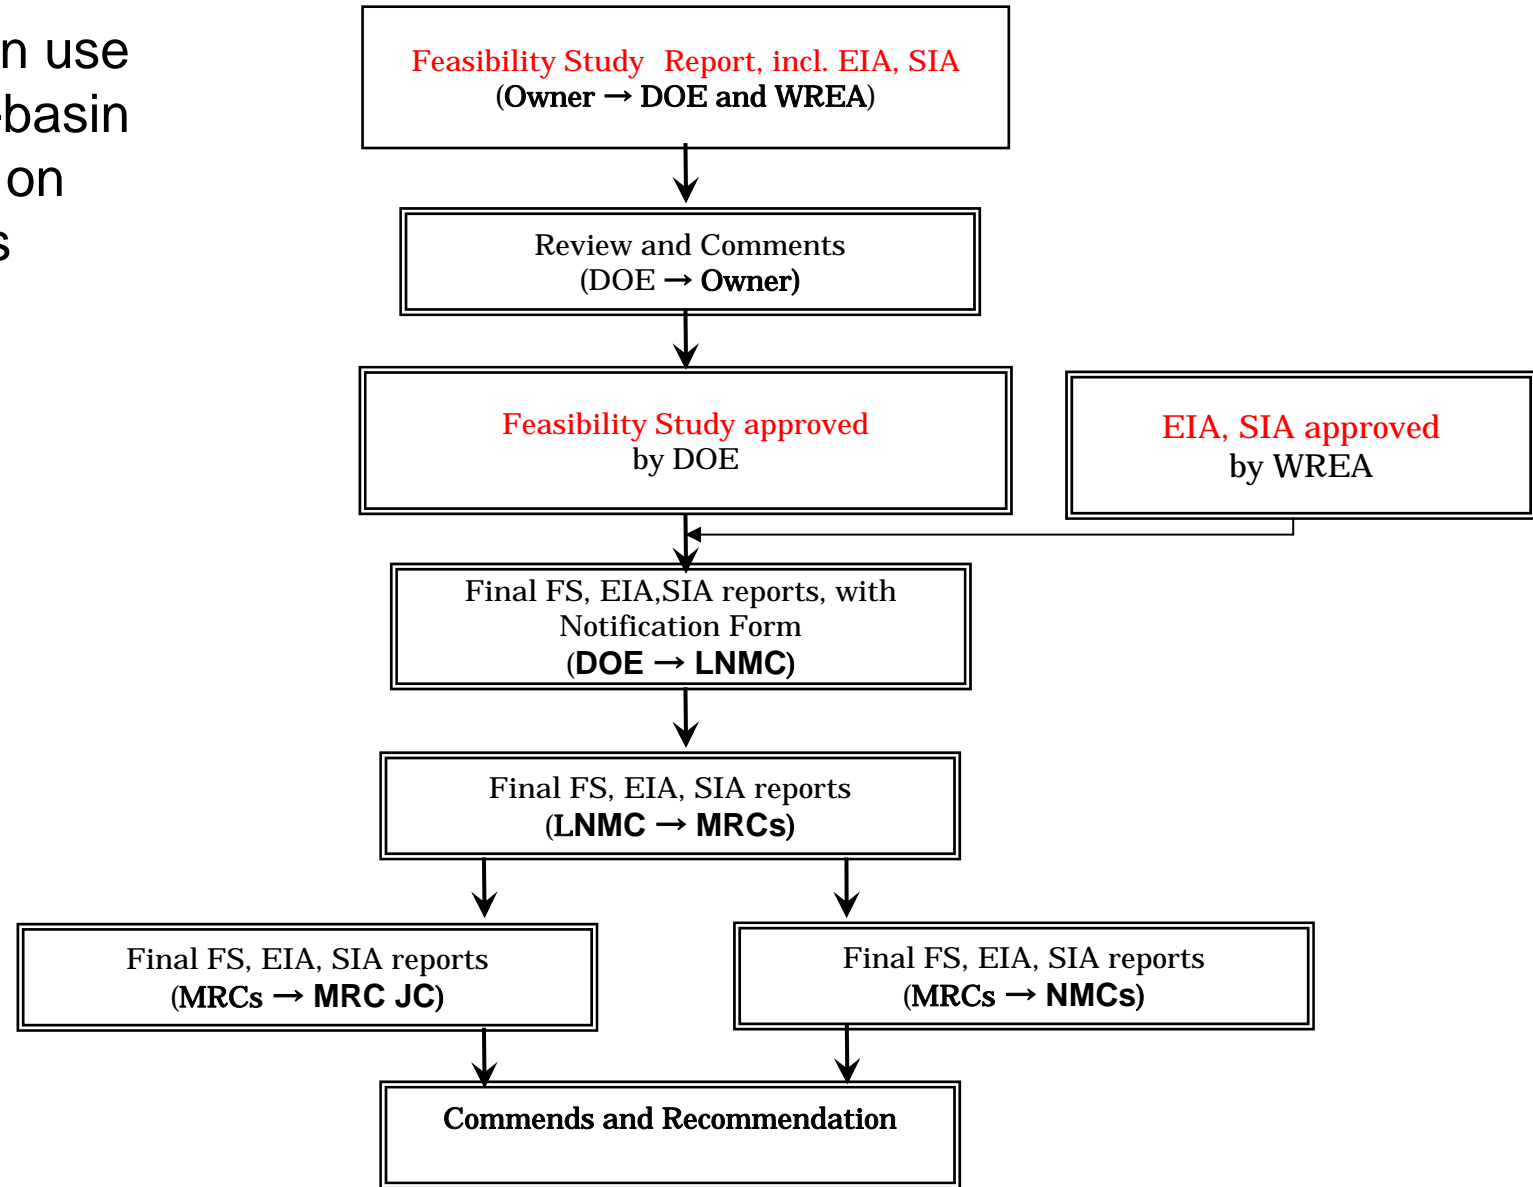 n use
-basin
on
s
Feasibility Study Report, incl. EIA, SIA
(Owner → DOE and WREA)
Review and Comments
(DOE → Owner)
Feasibility Study approved
by DOE
EIA, SIA approved
by WREA
Final FS, EIA,SIA reports, with
Notification Form
(DOE → LNMC)
Final FS, EIA, SIA reports
(LNMC → MRCs)
Final FS, EIA, SIA reports
(MRCs → MRC JC)
Final FS, EIA, SIA reports
(MRCs → NMCs)
Commends and Recommendation